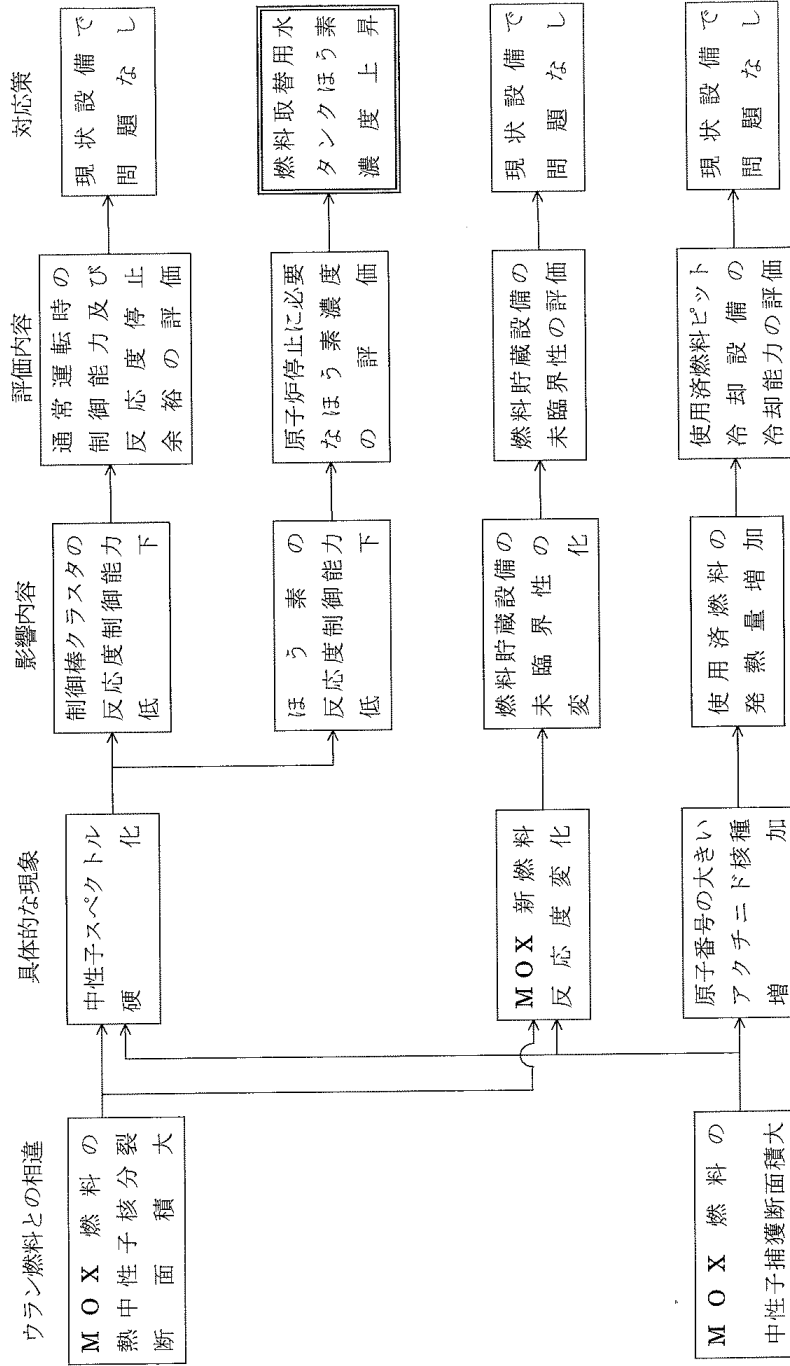 ウラン燃料との相違
具体的な現象
影響内容
評価内容
対応策
MOX 燃料の
熱中性子核分裂
断面積大
中性子スペクトル
硬化
制御棒クラスタの
反応度制御能力
低下
通常運転時の
制御能力及び
反応度停止
余裕の評価
現状設備で
問題なし
ほう素の
反応度制御能力
低下
原子炉停止に必要
なほう素濃度
の評価
燃料取替用水
タンクほう素
濃度上昇
MOX 新燃料
反応度変化
燃料貯蔵設備の
未臨界性の
変化
燃料貯蔵設備の
未臨界性の評価
現状設備で
問題なし
MOX 燃料の
中性子捕獲断面積大
原子番号の大きい
アクチニド核種
増加
使用済燃料の
発熱量増加
使用済燃料ピット
冷却設備の
冷却能力の評価
現状設備で
問題なし